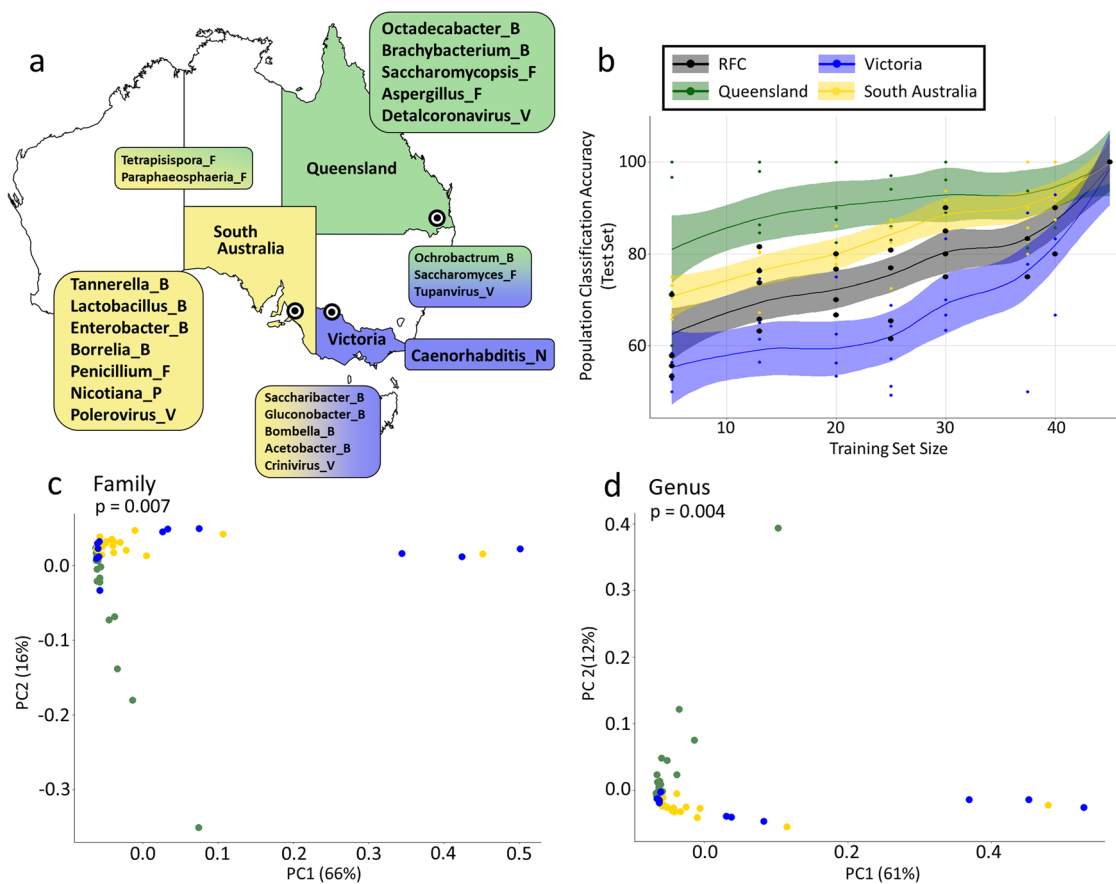 a
Octadecabacter_B
Brachybacterium_B
Saccharomycopsis_F
Aspergillus_F
Detalcoronavirus_V
Tetrapisispora_F
Paraphaeosphaeria_F
Queensland
South
Australia
Ochrobactrum_B
Saccharomyces_F
Tupanvirus_V
Tannerella_B
Lactobacillus_B
Enterobacter_B
Borrelia_B
Penicillium_F
Nicotiana_P
Polerovirus_V
Victoria
Caenorhabditis_N
Saccharibacter_B
Gluconobacter_B
Bombella_B
Acetobacter_B
Crinivirus_V
b
RFC
Victoria
Queensland
South Australia
Population Classification Accuracy
(Test Set)
100
80
60
10
20
30
40
Training Set Size
c
Family
p = 0.007
PC2 (16%)
0.0
-0.1
-0.2
-0.3
0.0
0.1
0.2
0.3
0.4
0.5
PC1 (66%)
d
Genus
p = 0.004
PC 2(12%)
0.4
0.3
0.2
0.1
0.0
0.0
0.2
0.4
PC1 (61%)